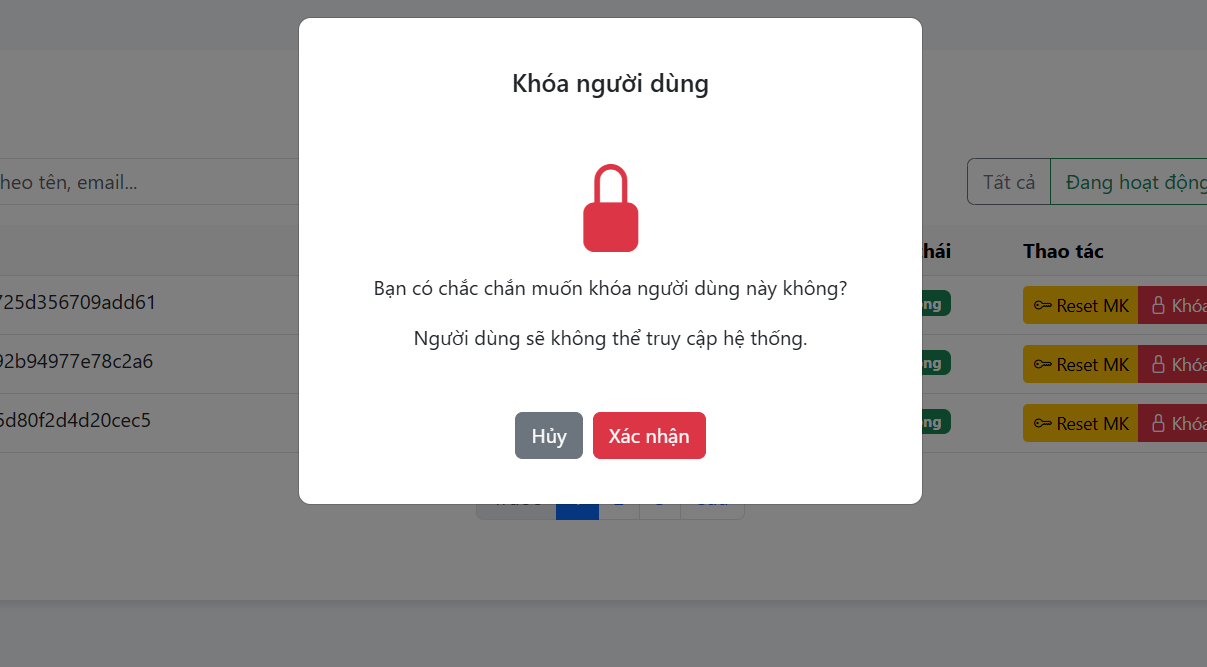 Khóa người dùng
heo tên, email...
Tất cả
Đang hoạt động
Thao tác
725d356709add61
Reset MK
Khóa
Bạn có chắc chắn muốn khóa người dùng này không?
Người dùng sẽ không thể truy cập hệ thống.
92b94977e78c2a6
Reset MK
Khóa
5d80f2d4d20cec5
Reset MK
Khóa
Hủy
Xác nhận